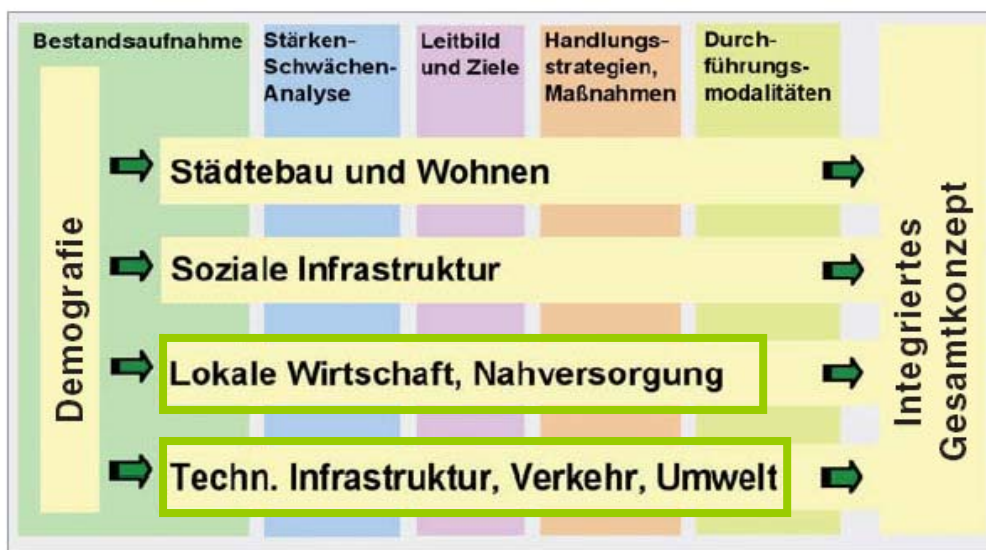 Bestandsaufnahme
Stärken-
Schwächen-
Analyse
Leitbild
und Ziele
Handlungs-
strategien,
Maßnahmen
Durch-
führungs-
modalitäten
Demografie
Städtebau und Wohnen
Soziale Infrastruktur
Lokale Wirtschaft, Nahversorgung
Techn. Infrastruktur, Verkehr, Umwelt
Integriertes
Gesamtkonzept